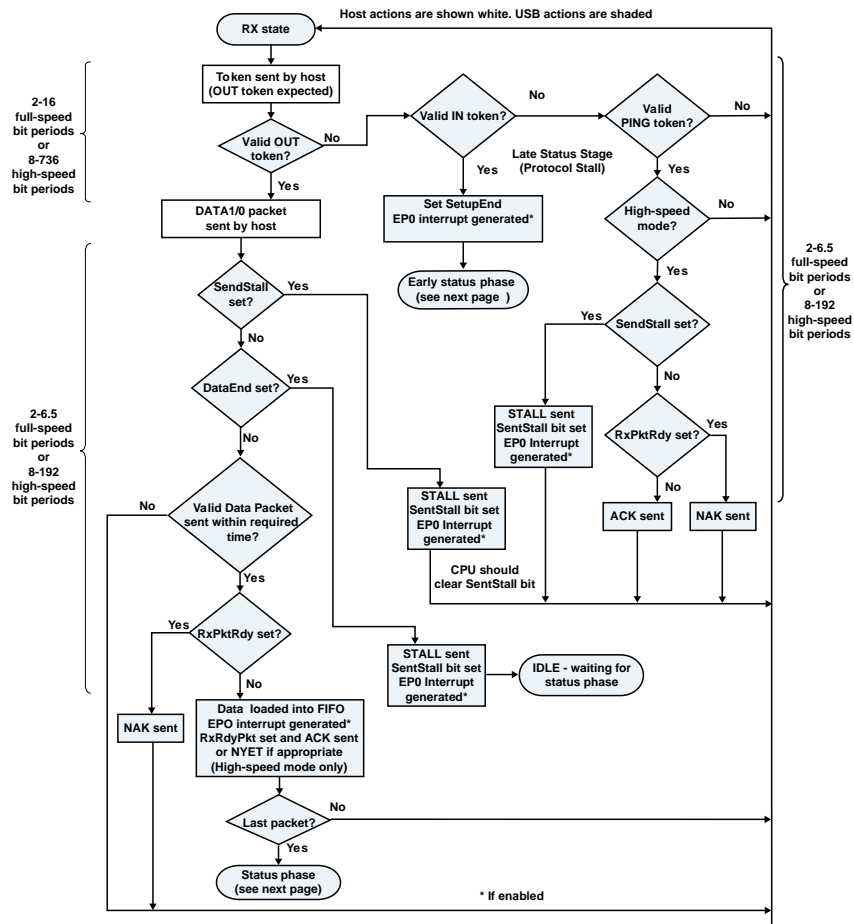 Host actions are shown white. USB actions are shaded
RX state
Token sent by host
(OUT token expected)
2-16
full-speed
bit periods
or
8-736
high-speed
bit periods
Valid OUT
token?
No
Yes
Valid IN token?
No
Yes
Valid
PING token?
No
Yes
Late Status Stage
(Protocol Stall)
DATA1/0 packet
sent by host
Set SetupEnd
EP0 interrupt generated*
High-speed
mode?
No
Yes
Early status phase
(see next page )
2-6.5
full-speed
bit periods
or
8-192
high-speed
bit periods
SendStall
set?
Yes
No
SendStall set?
Yes
No
DataEnd set?
Yes
No
STALL sent
SentStall bit set
EP0 Interrupt
generated*
RxPktRdy set?
Yes
No
2-6.5
full-speed
bit periods
or
8-192
high-speed
bit periods
Valid Data Packet
sent within required
time?
No
Yes
STALL sent
SentStall bit set
EP0 Interrupt
generated*
ACK sent
NAK sent
CPU should
clear SentStall bit
RxPktRdy set?
Yes
No
STALL sent
SentStall bit set
EP0 Interrupt
generated*
IDLE - waiting for
status phase
NAK sent
Data loaded into FIFO
EPO interrupt generated*
RxRdyPkt set and ACK sent
or NYET if appropriate
(High-speed mode only)
Last packet?
No
Yes
Status phase
(see next page)
* If enabled